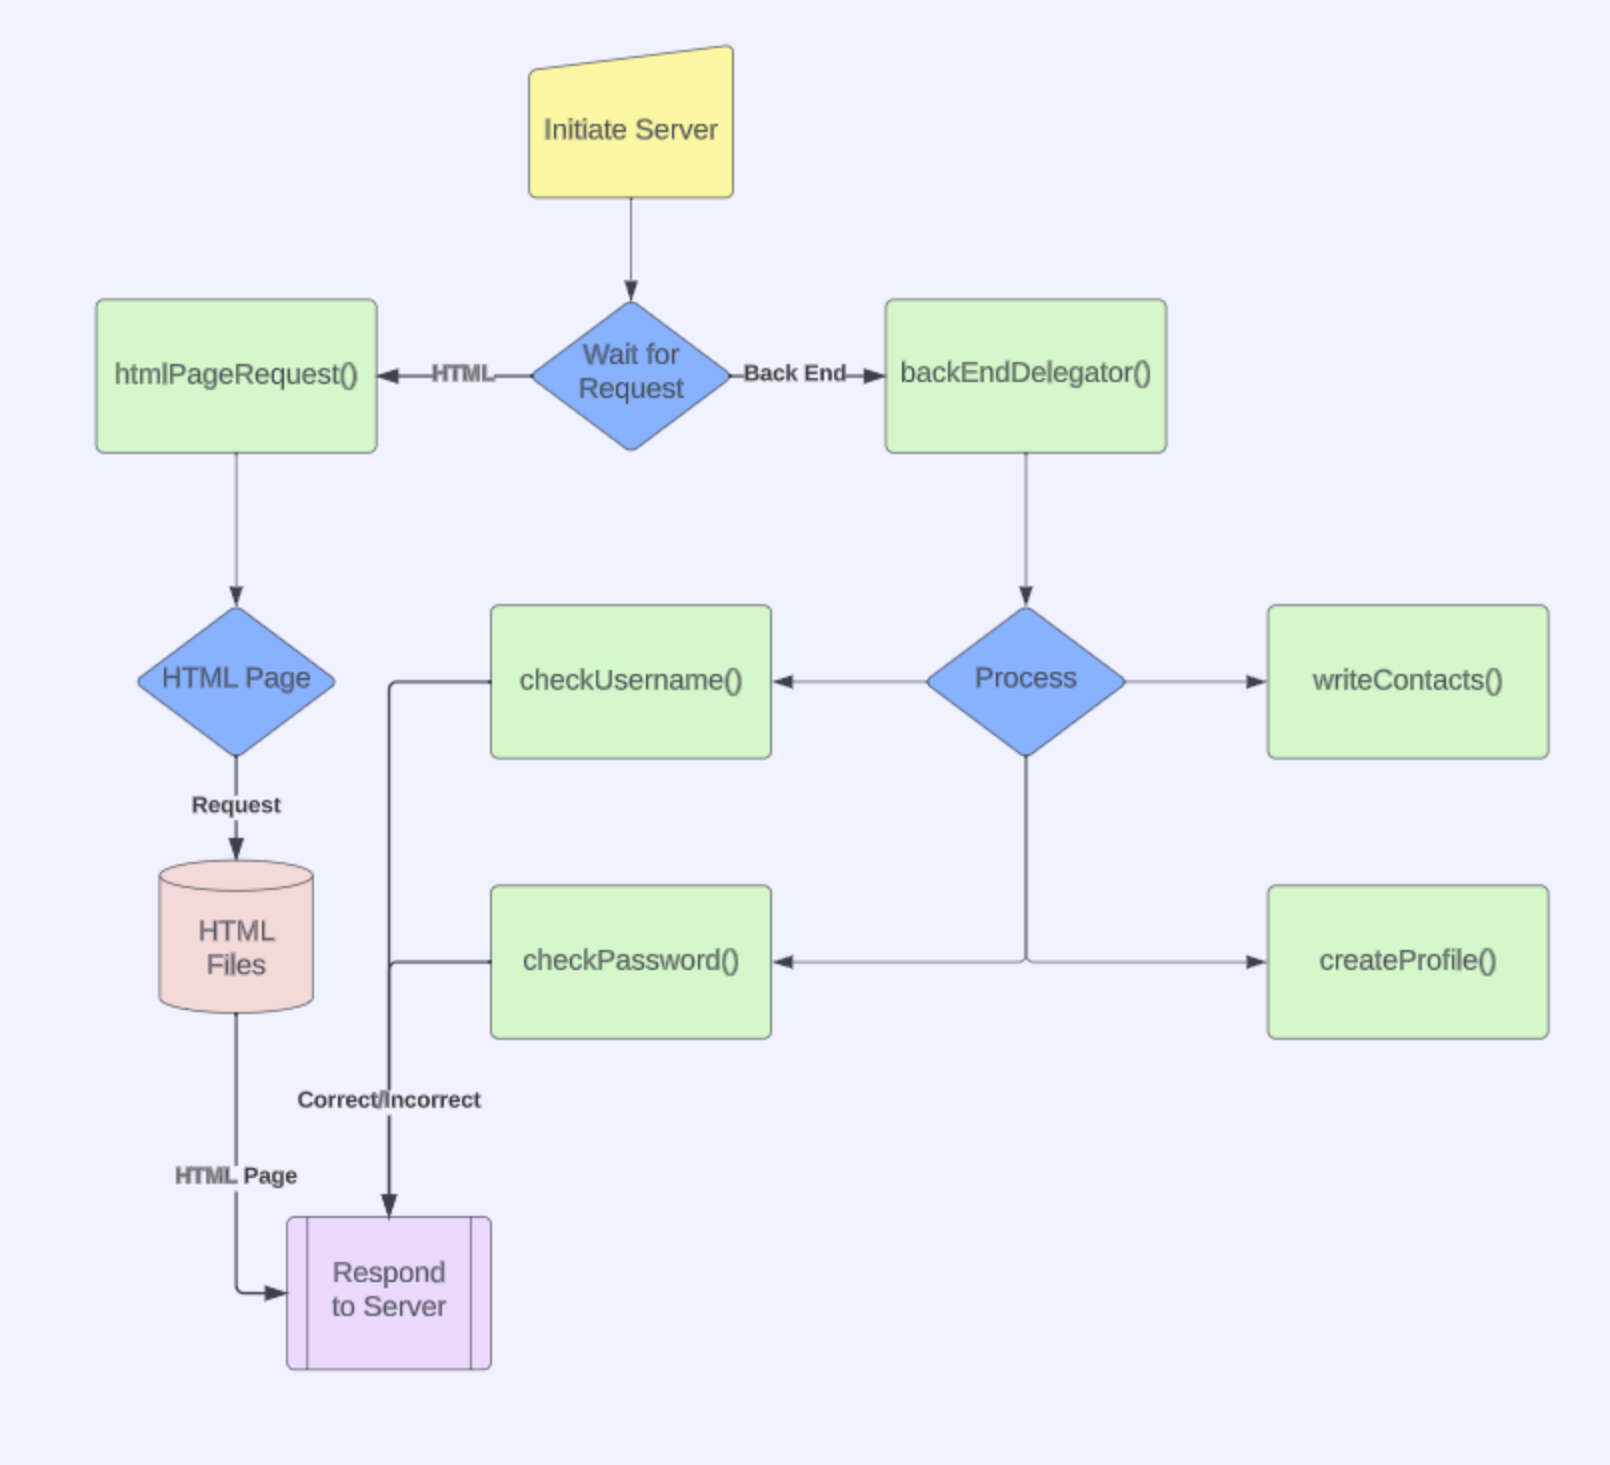 Initiate Server
htmlPageRequest()
HTML
Wait for
Request
Back End
backEndDelegator()
HTML Page
checkUsername()
Process
writeContacts()
Request
HTML
Files
checkPassword()
createProfile()
Correct/Incorrect
HTML Page
Respond
to Server